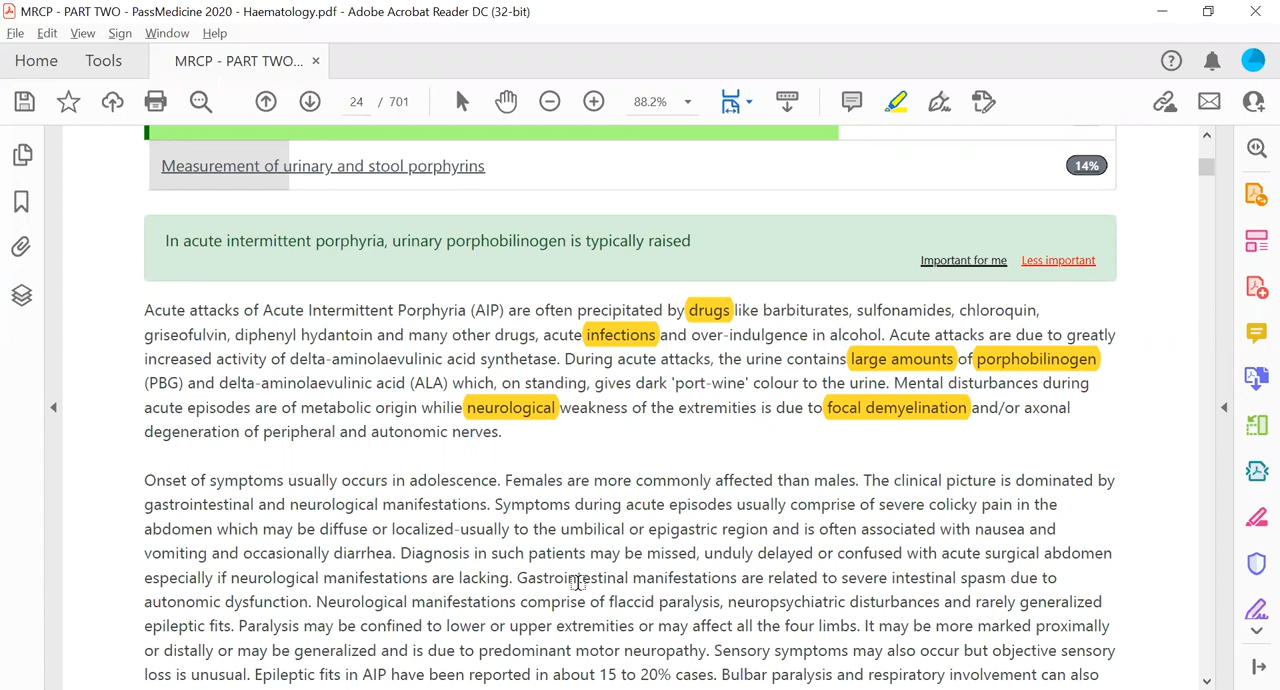 MRCP - PART TWO - PassMedicine 2020 - Haematology.pdf - Adobe Acrobat Reader DC (32-bit)
File Edit View Sign Window Help
Home Tools MRCP - PART TWO... ×
24 / 701 88.2%
Measurement of urinary and stool porphyrins 14%
In acute intermittent porphyria, urinary porphobilinogen is typically raised
Important for me Less important
Acute attacks of Acute Intermittent Porphyria (AIP) are often precipitated by drugs like barbiturates, sulfonamides, chloroquin,
griseofulvin, diphenyl hydantoin and many other drugs, acute infections and over-indulgence in alcohol. Acute attacks are due to greatly
increased activity of delta-aminolaevulinic acid synthetase. During acute attacks, the urine contains large amounts of porphobilinogen
(PBG) and delta-aminolaevulinic acid (ALA) which, on standing, gives dark 'port-wine' colour to the urine. Mental disturbances during
acute episodes are of metabolic origin whilie neurological weakness of the extremities is due to focal demyelination and/or axonal
degeneration of peripheral and autonomic nerves.
Onset of symptoms usually occurs in adolescence. Females are more commonly affected than males. The clinical picture is dominated by
gastrointestinal and neurological manifestations. Symptoms during acute episodes usually comprise of severe colicky pain in the
abdomen which may be diffuse or localized-usually to the umbilical or epigastric region and is often associated with nausea and
vomiting and occasionally diarrhea. Diagnosis in such patients may be missed, unduly delayed or confused with acute surgical abdomen
especially if neurological manifestations are lacking. Gastrointestinal manifestations are related to severe intestinal spasm due to
autonomic dysfunction. Neurological manifestations comprise of flaccid paralysis, neuropsychiatric disturbances and rarely generalized
epileptic fits. Paralysis may be confined to lower or upper extremities or may affect all the four limbs. It may be more marked proximally
or distally or may be generalized and is due to predominant motor neuropathy. Sensory symptoms may also occur but objective sensory
loss is unusual. Epileptic fits in AIP have been reported in about 15 to 20% cases. Bulbar paralysis and respiratory involvement can also